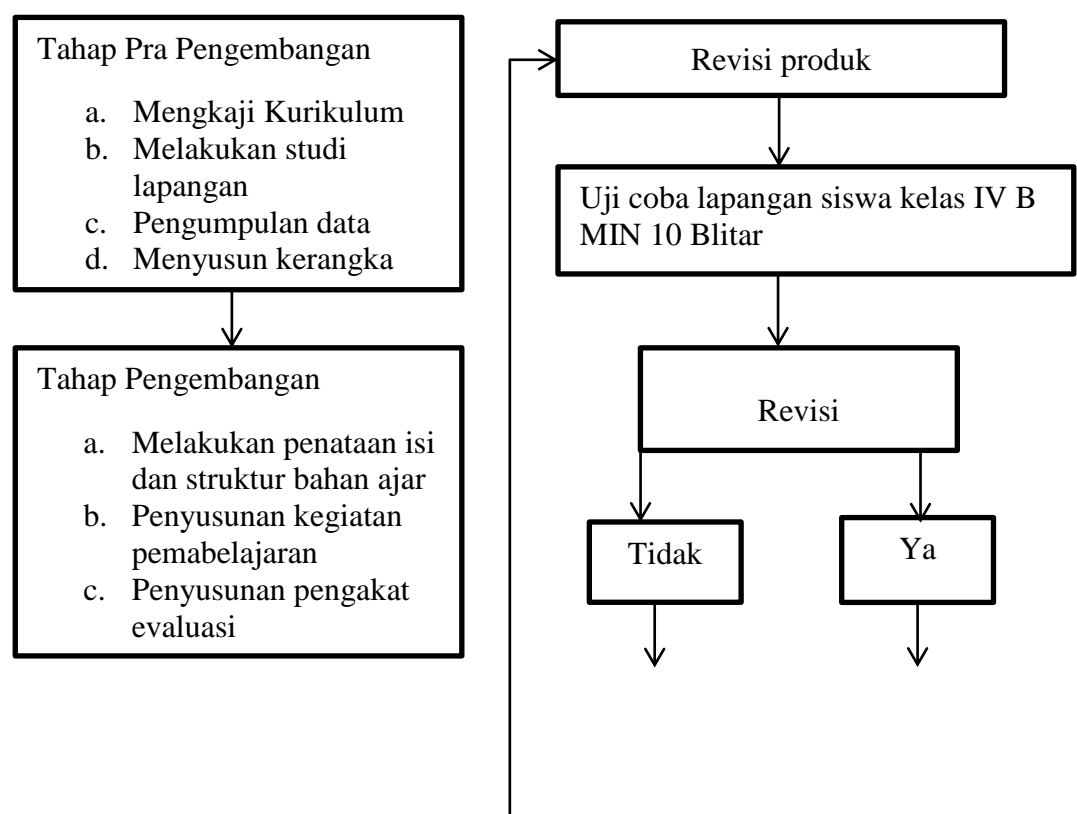 Tahap Pra Pengembangan
a. Mengkaji Kurikulum
b. Melakukan studi
lapangan
c. Pengumpulan data
d. Menyusun kerangka
Tahap Pengembangan
a. Melakukan penataan isi
dan struktur bahan ajar
b. Penyusunan kegiatan
pemabelajaran
c. Penyusunan pengakat
evaluasi
Revisi produk
Uji coba lapangan siswa kelas IV B
MIN 10 Blitar
Revisi
Tidak
Ya